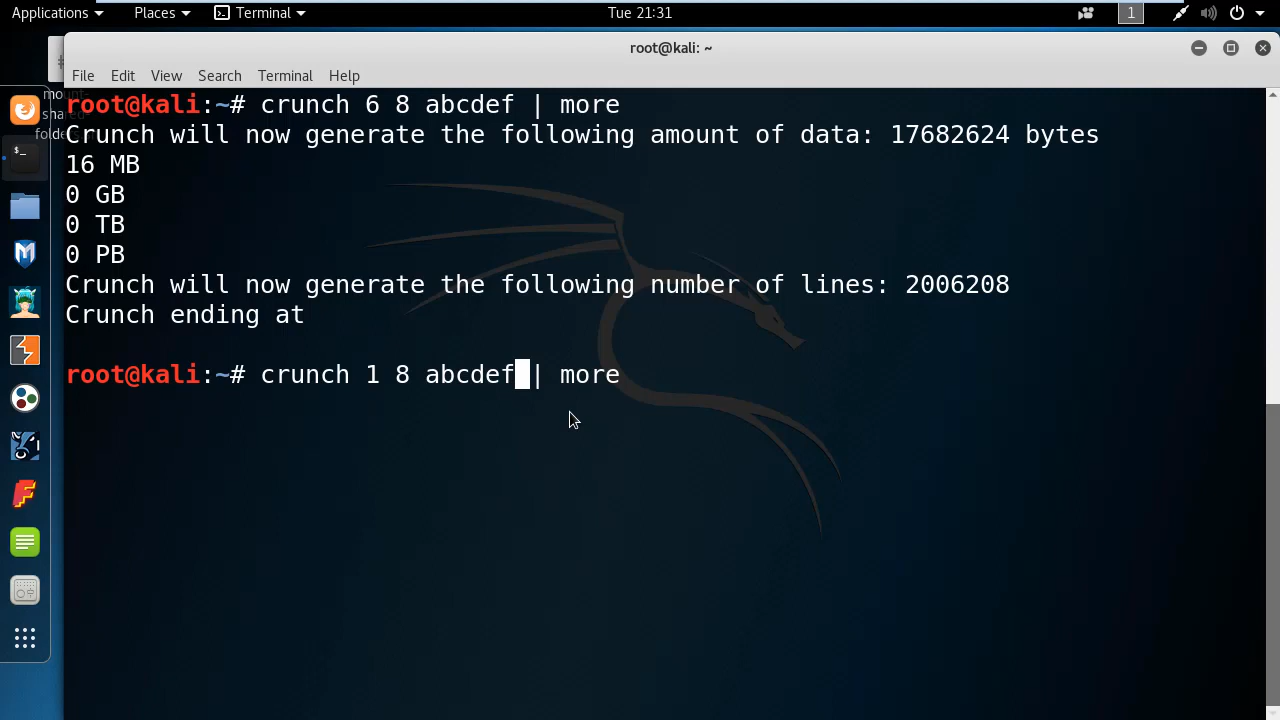 Applications Places Terminal Tue 21:31 1
root@kali: ~
File Edit View Search Terminal Help
mount-
shared-
folders
root@kali:~# crunch 6 8 abcdef | more
Crunch will now generate the following amount of data: 17682624 bytes
16 MB
0 GB
0 TB
0 PB
Crunch will now generate the following number of lines: 2006208
Crunch ending at
root@kali:~# crunch 1 8 abcdef | more